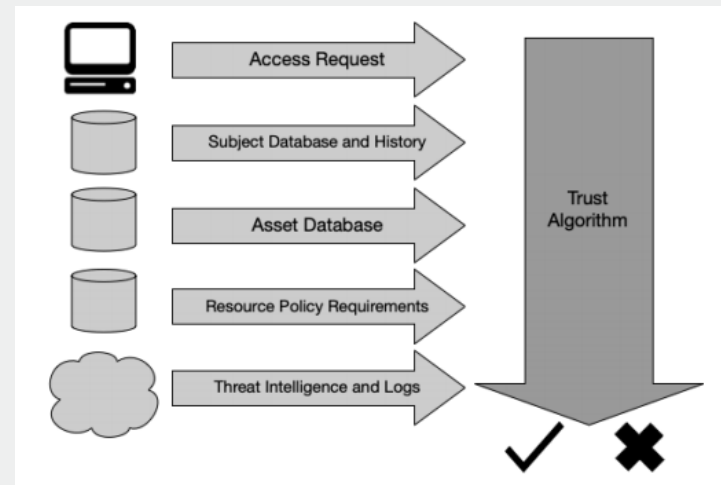 Access Request
Subject Database and History
Asset Database
Trust
Algorithm
Resource Policy Requirements
Threat Intelligence and Logs